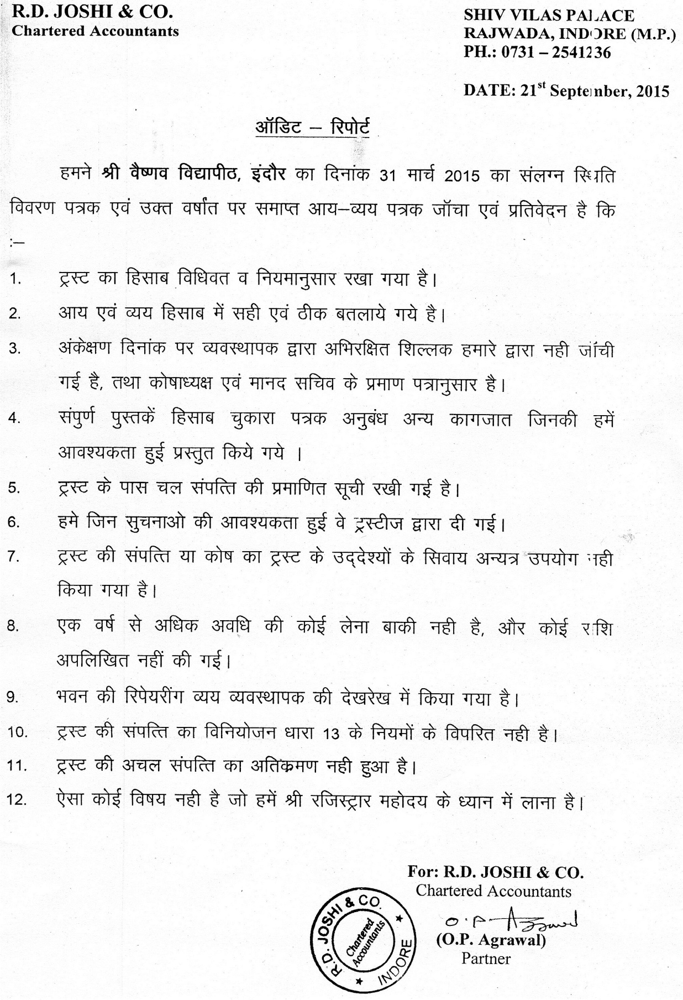 R.D. JOSHI & CO.
Chartered Accountants
SHIV VILAS PALACE
RAJWADA, INDORE (M.P.)
PH.: 0731 – 2541236
DATE: 21st September, 2015
ऑडिट – रिपोर्ट
हमने श्री वैष्णव विद्यापीठ, इंदौर का दिनांक 31 मार्च 2015 का संलग्न स्थिति
विवरण पत्रक एवं उक्त वर्षांत पर समाप्त आय–व्यय पत्रक जॉचा एवं प्रतिवेदन है कि
:–
1. ट्रस्ट का हिसाब विधिवत व नियमानुसार रखा गया है।
2. आय एवं व्यय हिसाब में सही एवं ठीक बतलाये गये है।
3. अंकेक्षण दिनांक पर व्यवस्थापक द्वारा अभिरक्षित शिल्लक हमारे द्वारा नही जॉची
गई है, तथा कोषाध्यक्ष एवं मानद सचिव के प्रमाण पत्रानुसार है।
4. संपुर्ण पुस्तकें हिसाब चुकारा पत्रक अनुबंध अन्य कागजात जिनकी हमें
आवश्यकता हुई प्रस्तुत किये गये ।
5. ट्रस्ट के पास चल संपत्ति की प्रमाणित सूची रखी गई है।
6. हमे जिन सुचनाओ की आवश्यकता हुई वे ट्रस्टीज द्वारा दी गई।
7. ट्रस्ट की संपत्ति या कोष का ट्रस्ट के उद्देश्यों के सिवाय अन्यत्र उपयोग नही
किया गया है।
8. एक वर्ष से अधिक अवधि की कोई लेना बाकी नही है, और कोई राशि
अपलिखित नहीं की गई।
9. भवन की रिपेयरींग व्यय व्यवस्थापक की देखरेख में किया गया है।
10. ट्रस्ट की संपत्ति का विनियोजन धारा 13 के नियमों के विपरित नही है।
11. ट्रस्ट की अचल संपत्ति का अतिक्रमण नही हुआ है।
12. ऐसा कोई विषय नही है जो हमें श्री रजिस्ट्रार महोदय के ध्यान में लाना है।
For: R.D. JOSHI & CO.
Chartered Accountants
O.P. Agrawal
(O.P. Agrawal)
Partner
R.D. JOSHI & CO.
Chartered
Accountants
INDORE